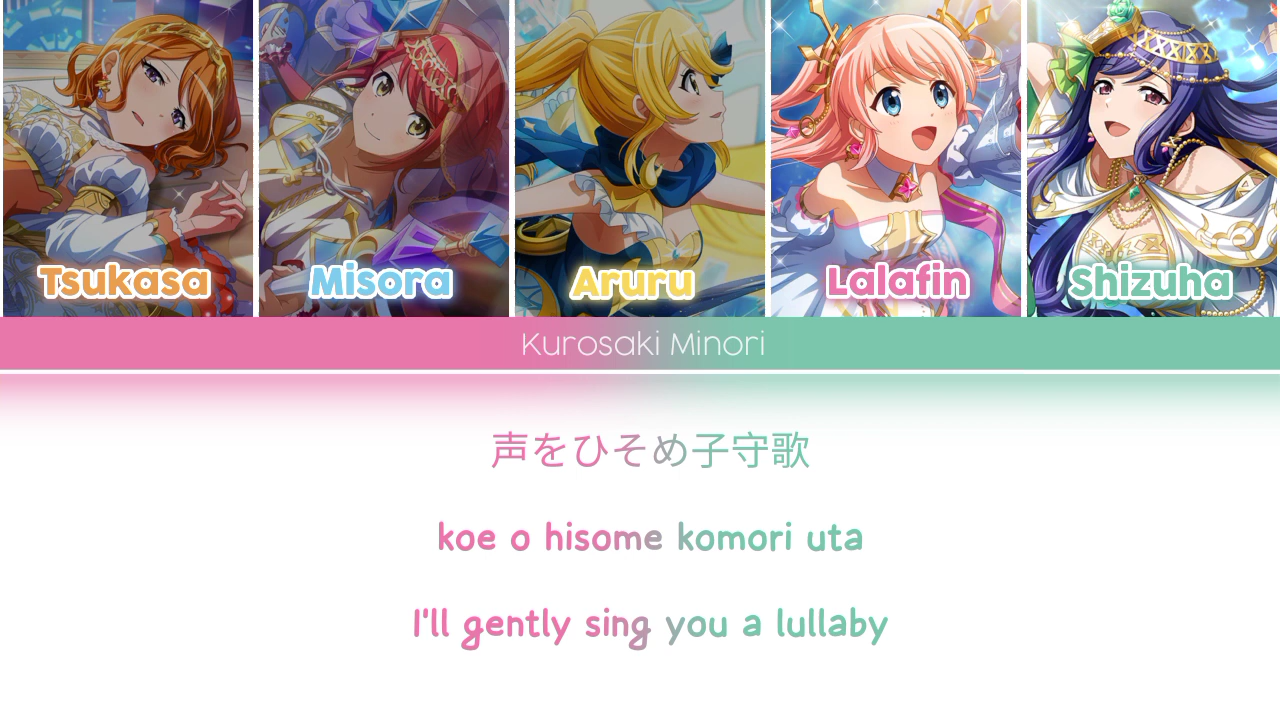 Tsukasa
Misora
Aruru
Lalafin
Shizuha
Kurosaki Minori
声をひそめ子守歌
koe o hisome komori uta
I'll gently sing you a lullaby